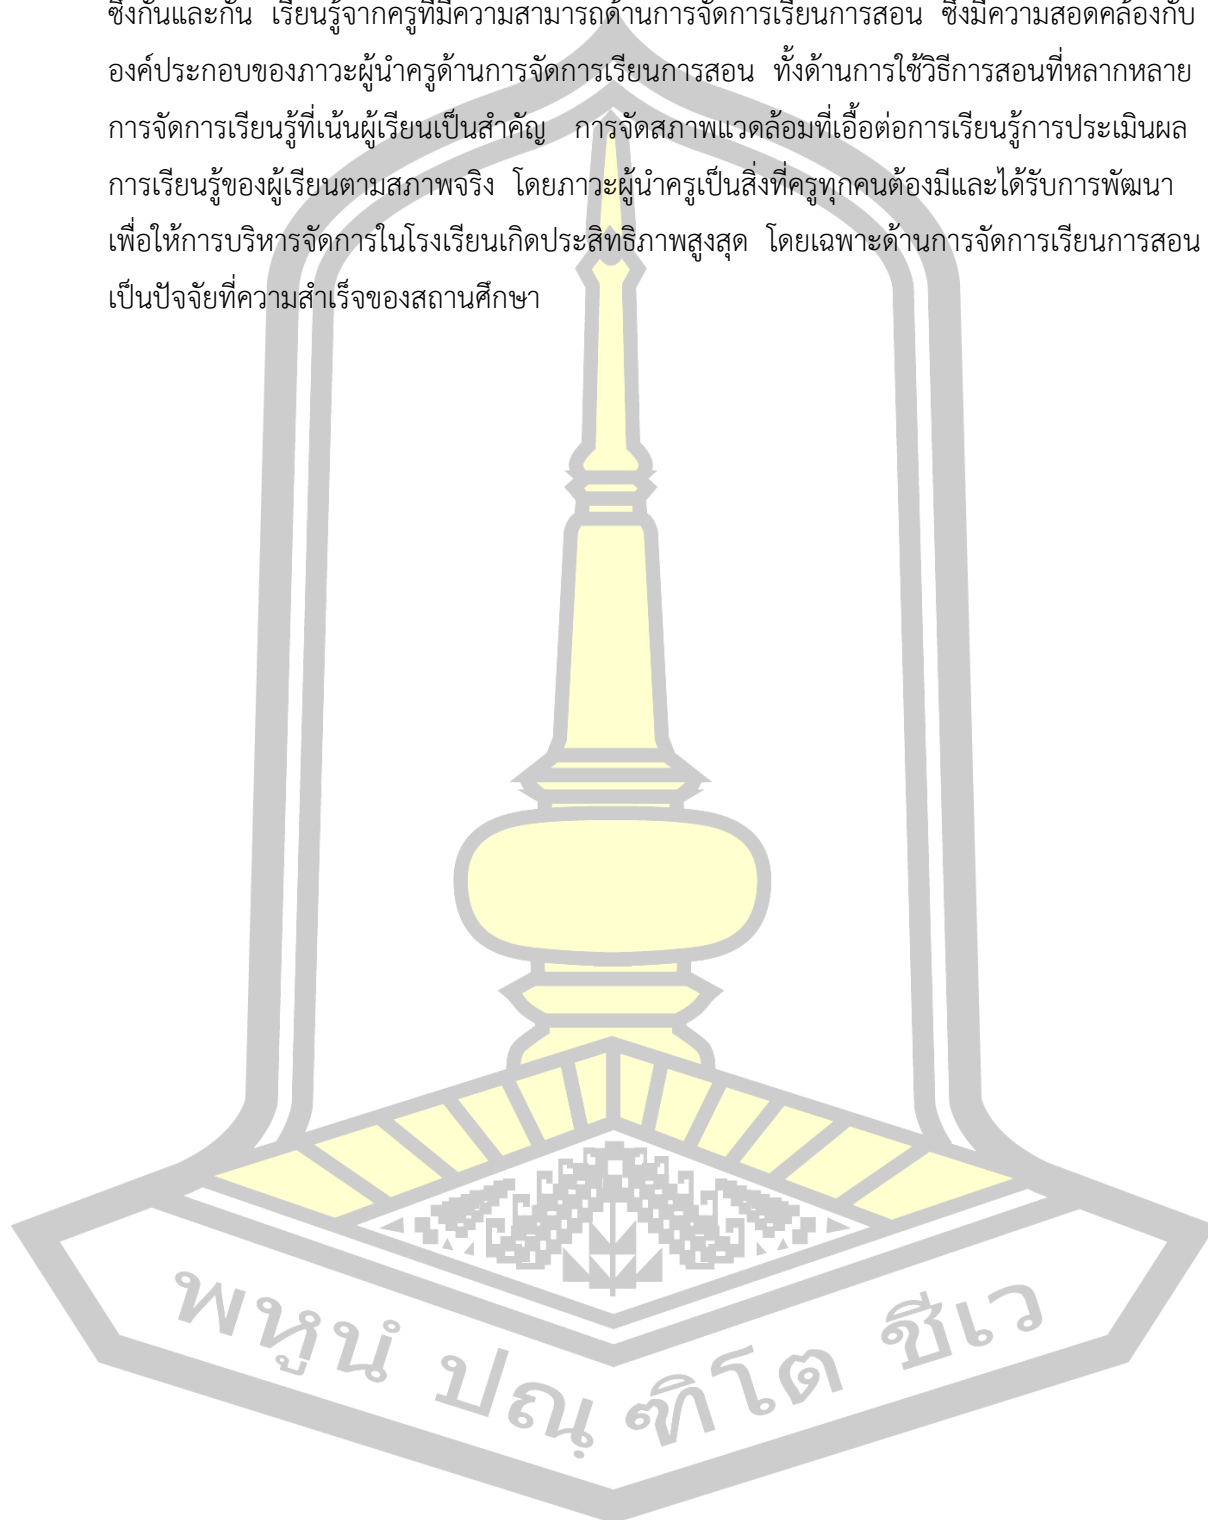 ซึ่งกันและกัน เรียนรู้จากครูที่มีความสามารถด้านการจัดการเรียนการสอน ซึ่งมีความสอดคล้องกับ
องค์ประกอบของภาวะผู้นำครูด้านการจัดการเรียนการสอน ทั้งด้านการใช้วิธีการสอนที่หลากหลาย
การจัดการเรียนรู้ที่เน้นผู้เรียนเป็นสำคัญ การจัดสภาพแวดล้อมที่เอื้อต่อการเรียนรู้การประเมินผล
การเรียนรู้ของผู้เรียนตามสภาพจริง โดยภาวะผู้นำครูเป็นสิ่งที่ครูทุกคนต้องมีและได้รับการพัฒนา
เพื่อให้การบริหารจัดการในโรงเรียนเกิดประสิทธิภาพสูงสุด โดยเฉพาะด้านการจัดการเรียนการสอน
เป็นปัจจัยที่ความสำเร็จของสถานศึกษา
พหูนํ ปณฺฑิโต ชีเว